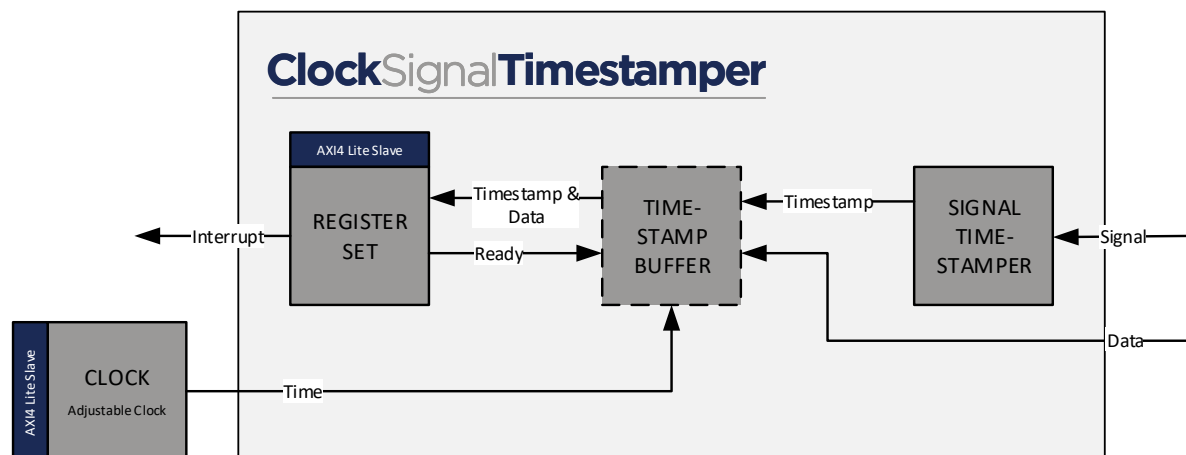 ClockSignalTimestamper
AXI4 Lite Slave
REGISTER
SET
Timestamp &
Data
Ready
Interrupt
TIME-
STAMP
BUFFER
Timestamp
SIGNAL
TIME-
STAMPER
Signal
Data
AXI4 Lite Slave
CLOCK
Adjustable Clock
Time